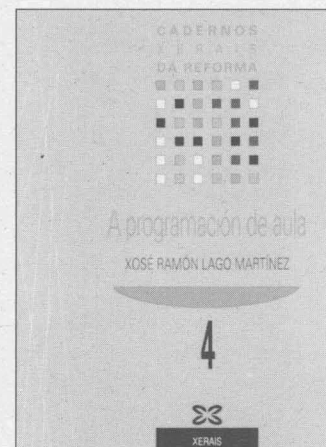 CADERNOS
XERAIS
DA REFORMA
A programación de aula
XOSÉ RAMÓN LAGO MARTÍNEZ
4
XERAIS